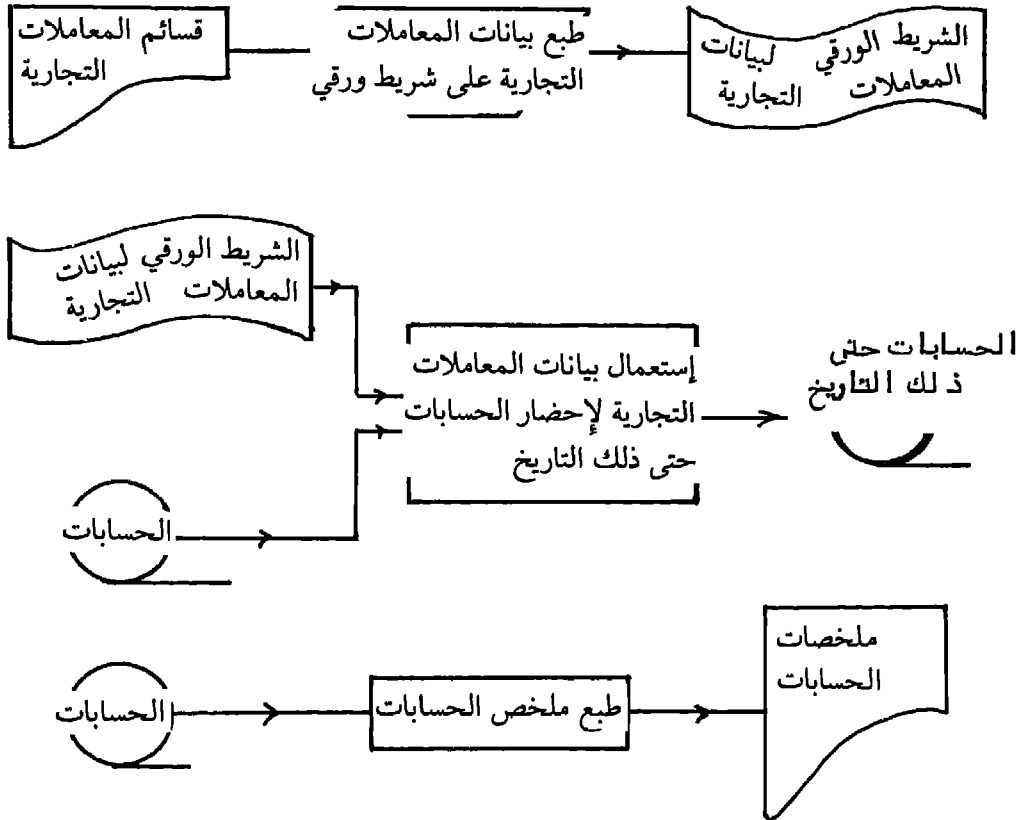 قسائم المعاملات
التجارية
طبع بيانات المعاملات
التجارية على شريط ورقي
الشريط الورقي لبيانات
المعاملات التجارية
الشريط الورقي لبيانات
المعاملات التجارية
الحسابات
إستعمال بيانات المعاملات
التجارية لإحضار الحسابات
حتى ذلك التاريخ
الحسابات حتى
ذلك التاريخ
الحسابات
طبع ملخص الحسابات
ملخصات
الحسابات